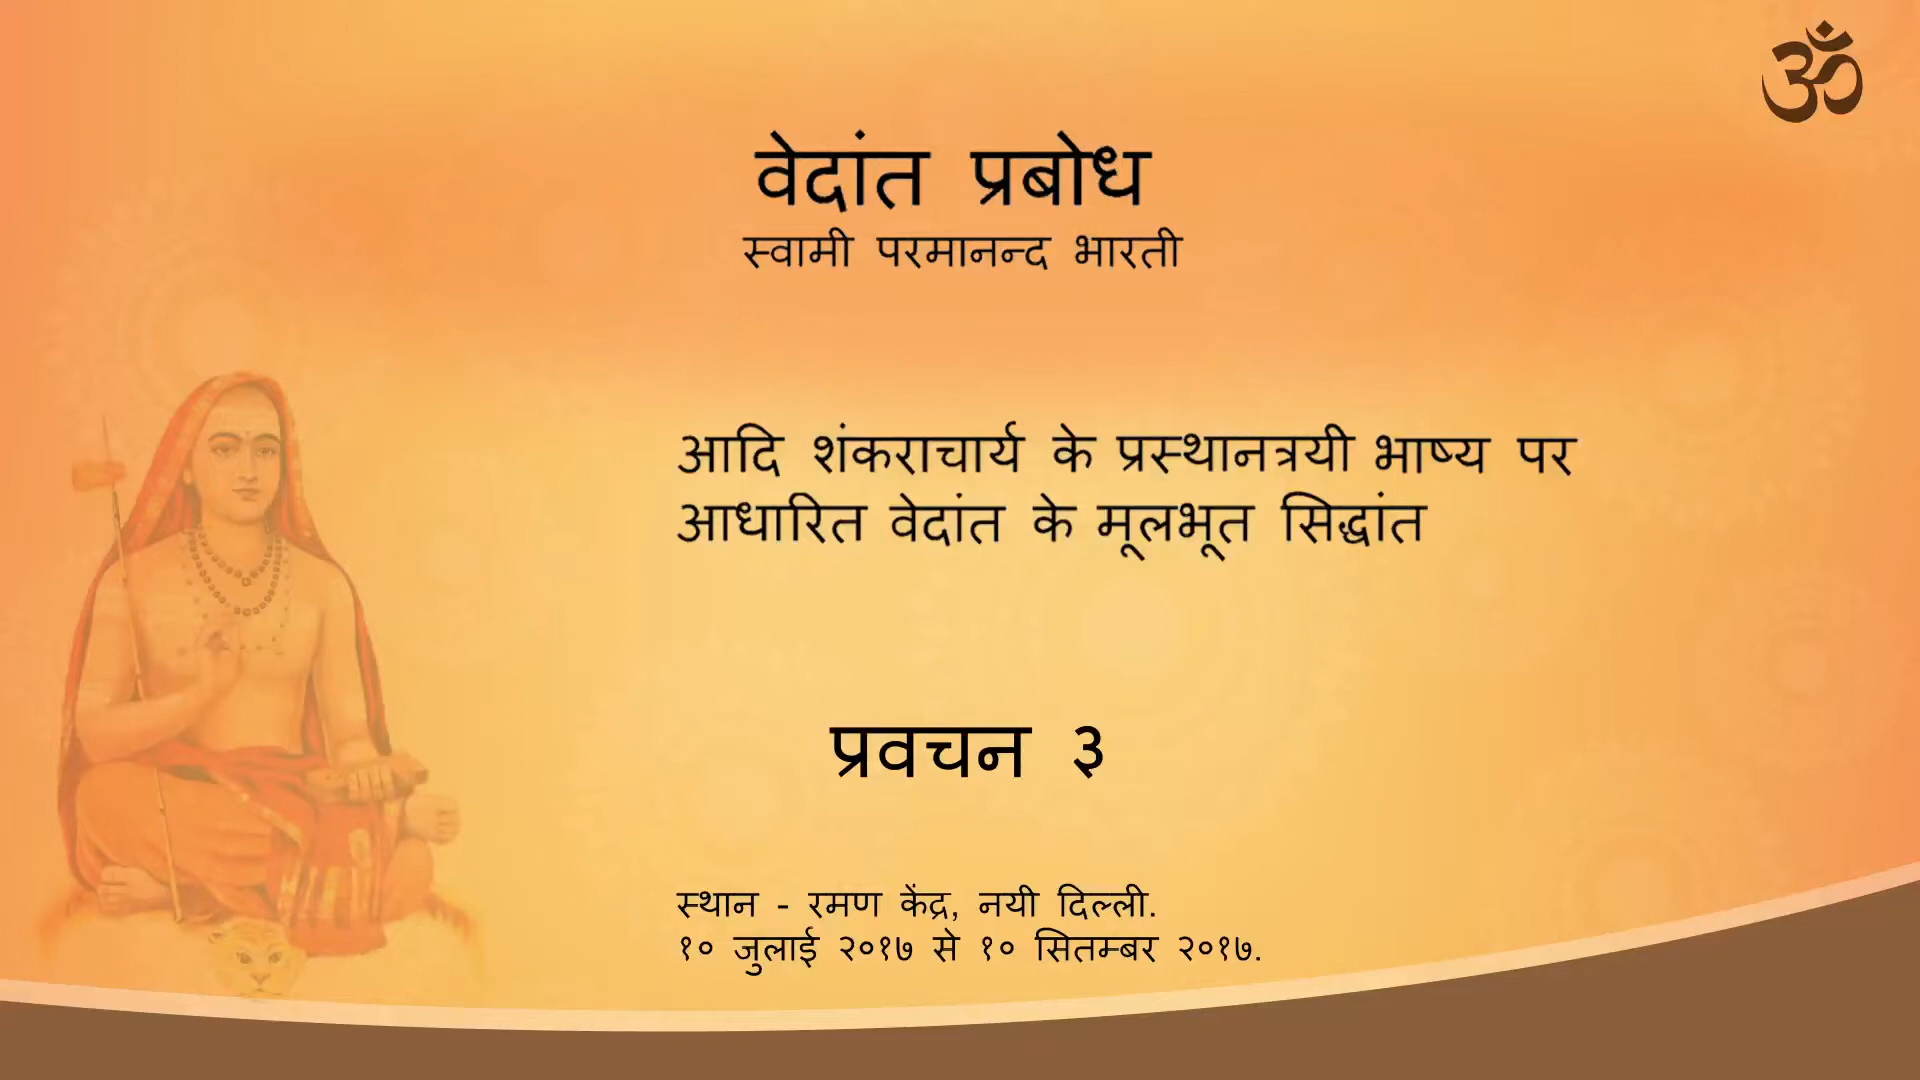 ॐ
वेदांत प्रबोध
स्वामी परमानन्द भारती
आदि शंकराचार्य के प्रस्थानत्रयी भाष्य पर
आधारित वेदांत के मूलभूत सिद्धांत
प्रवचन ३
स्थान - रमण केंद्र, नयी दिल्ली.
१० जुलाई २०१७ से १० सितम्बर २०१७.